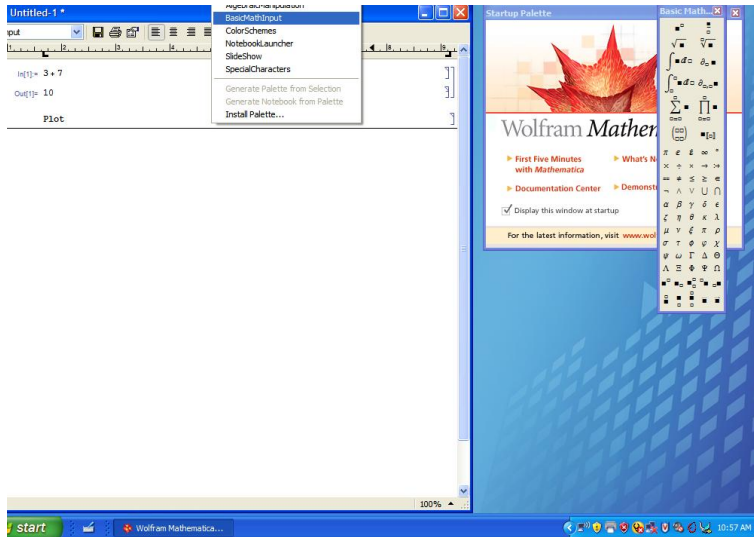 Untitled-1 *
AlgebraicManipulation
BasicMathInput
ColorSchemes
NotebookLauncher
SlideShow
SpecialCharacters
Generate Palette from Selection
Generate Notebook from Palette
Install Palette...
In[1]:= 3 + 7
Out[1]= 10
Plot
100%
Startup Palette
Wolfram Mather
First Five Minutes
with Mathematica
What's N
Documentation Center
Demonstr
Display this window at startup
For the latest information, visit www.wol
Basic Math...
π e i ∞ °
× ÷ × → ⧴
== ≠ ≤ ≥ ∈
¬ ∧ ∨ ∪ ∩
α β γ δ ϵ
ζ η θ κ λ
μ ν ξ π ρ
σ τ ϕ φ χ
ψ ω Γ Δ Θ
Λ Ξ Φ Ψ Ω
start
Wolfram Mathematica...
10:57 AM